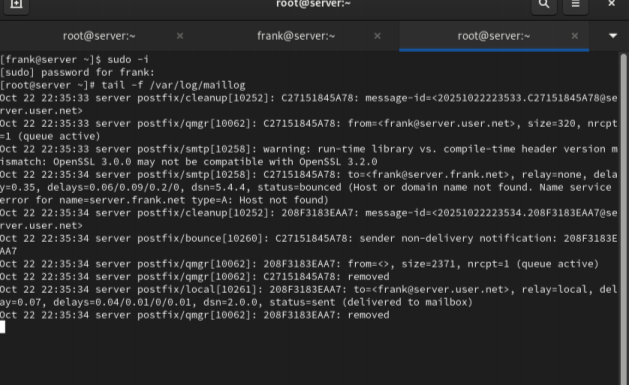 root@server:~
root@server:~ × frank@server:~ × root@server:~ ×
[frank@server ~]$ sudo -i
[sudo] password for frank:
[root@server ~]# tail -f /var/log/maillog
Oct 22 22:35:33 server postfix/cleanup[10252]: C27151845A78: message-id=<20251022223533.C27151845A78@se
rver.user.net>
Oct 22 22:35:33 server postfix/qmgr[10062]: C27151845A78: from=<frank@server.user.net>, size=320, nrcpt
=1 (queue active)
Oct 22 22:35:33 server postfix/smtp[10258]: warning: run-time library vs. compile-time header version m
ismatch: OpenSSL 3.0.0 may not be compatible with OpenSSL 3.2.0
Oct 22 22:35:34 server postfix/smtp[10258]: C27151845A78: to=<frank@server.frank.net>, relay=none, dela
y=0.35, delays=0.06/0.09/0.2/0, dsn=5.4.4, status=bounced (Host or domain name not found. Name service
error for name=server.frank.net type=A: Host not found)
Oct 22 22:35:34 server postfix/cleanup[10252]: 208F3183EAA7: message-id=<20251022223534.208F3183EAA7@se
rver.user.net>
Oct 22 22:35:34 server postfix/bounce[10260]: C27151845A78: sender non-delivery notification: 208F3183E
AA7
Oct 22 22:35:34 server postfix/qmgr[10062]: 208F3183EAA7: from=<>, size=2371, nrcpt=1 (queue active)
Oct 22 22:35:34 server postfix/qmgr[10062]: C27151845A78: removed
Oct 22 22:35:34 server postfix/local[10261]: 208F3183EAA7: to=<frank@server.user.net>, relay=local, del
ay=0.07, delays=0.04/0.01/0/0.01, dsn=2.0.0, status=sent (delivered to mailbox)
Oct 22 22:35:34 server postfix/qmgr[10062]: 208F3183EAA7: removed